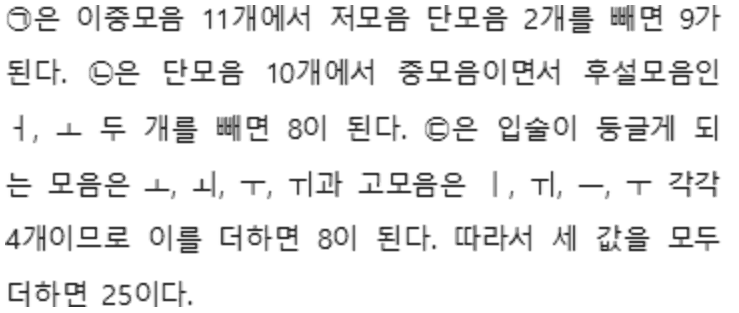 ㉠은 이중모음 11개에서 저모음 단모음 2개를 빼면 9가
된다. ㉡은 단모음 10개에서 중모음이면서 후설모음인
ㅓ, ㅗ 두 개를 빼면 8이 된다. ㉢은 입술이 둥글게 되
는 모음은 ㅗ, ㅚ, ㅜ, ㅟ과 고모음은 ㅣ, ㅟ, ㅡ, ㅜ 각각
4개이므로 이를 더하면 8이 된다. 따라서 세 값을 모두
더하면 25이다.